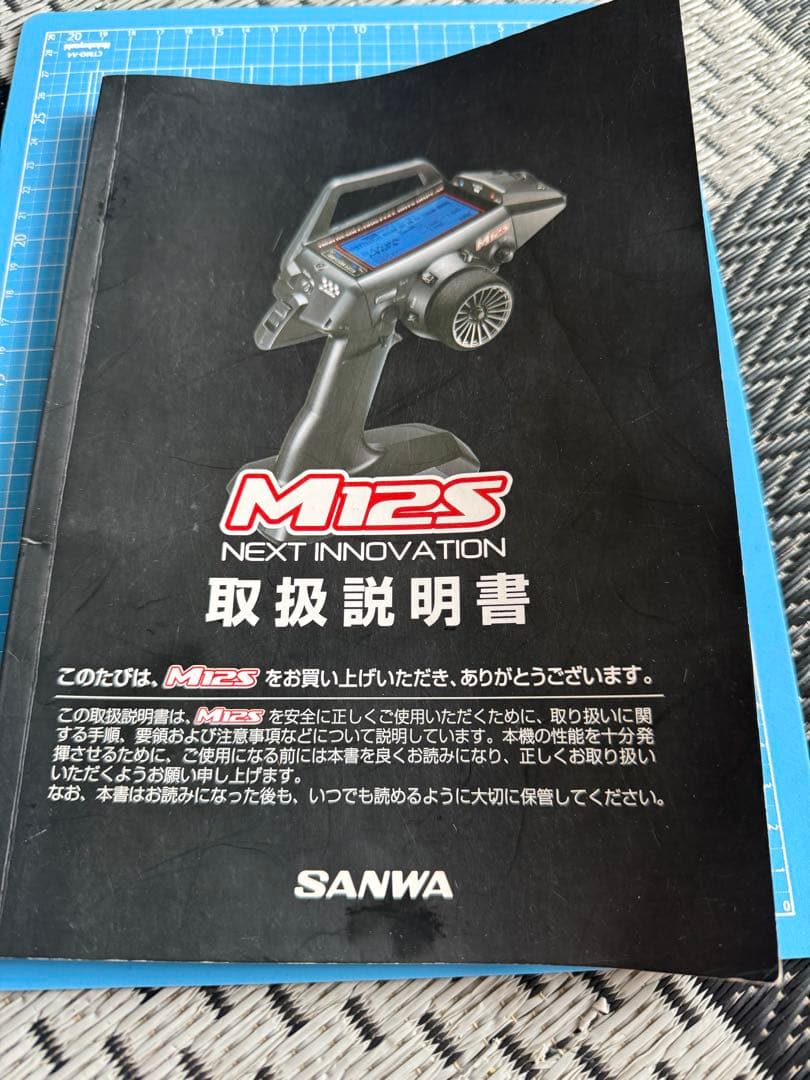 M12S
M12S
NEXT INNOVATION
取扱説明書
このたびは、M12Sをお買い上げいただき、ありがとうございます。
この取扱説明書は、M12Sを安全に正しくご使用いただくために、取り扱いに関
する手順、要領および注意事項などについて説明しています。本機の性能を十分発
揮させるために、ご使用になる前には本書を良くお読みになり、正しくお取り扱い
いただくようお願い申し上げます。
なお、本書はお読みになった後も、いつでも読めるように大切に保管してください。
SANWA